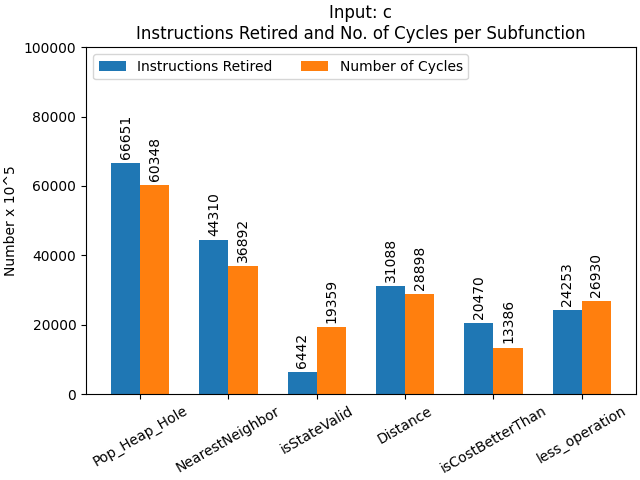 Input: c
Instructions Retired and No. of Cycles per Subfunction
Instructions Retired
Number of Cycles
Number x 10^5
100000
80000
60000
40000
20000
0
66651
60348
44310
36892
6442
19359
31088
28898
20470
13386
24253
26930
Pop_Heap_Hole
NearestNeighbor
isStateValid
Distance
isCostBetterThan
less_operation